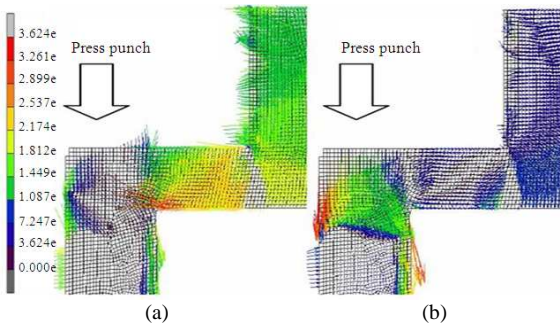 3.624e
3.261e
2.899e
2.537e
2.174e
1.812e
1.449e
1.087e
7.247e
3.624e
0.000e
Press punch
Press punch
(a)
(b)